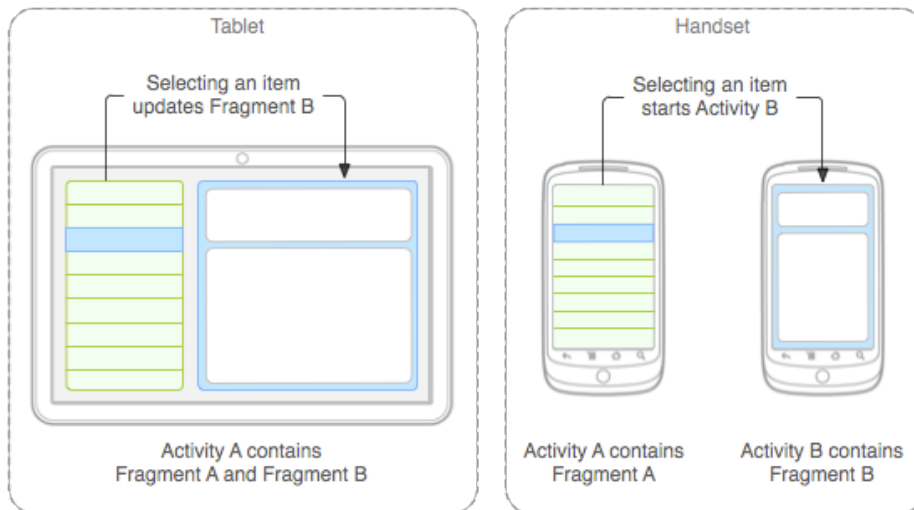 Tablet
Selecting an item
updates Fragment B
Activity A contains
Fragment A and Fragment B
Handset
Selecting an item
starts Activity B
Activity A contains
Fragment A
Activity B contains
Fragment B